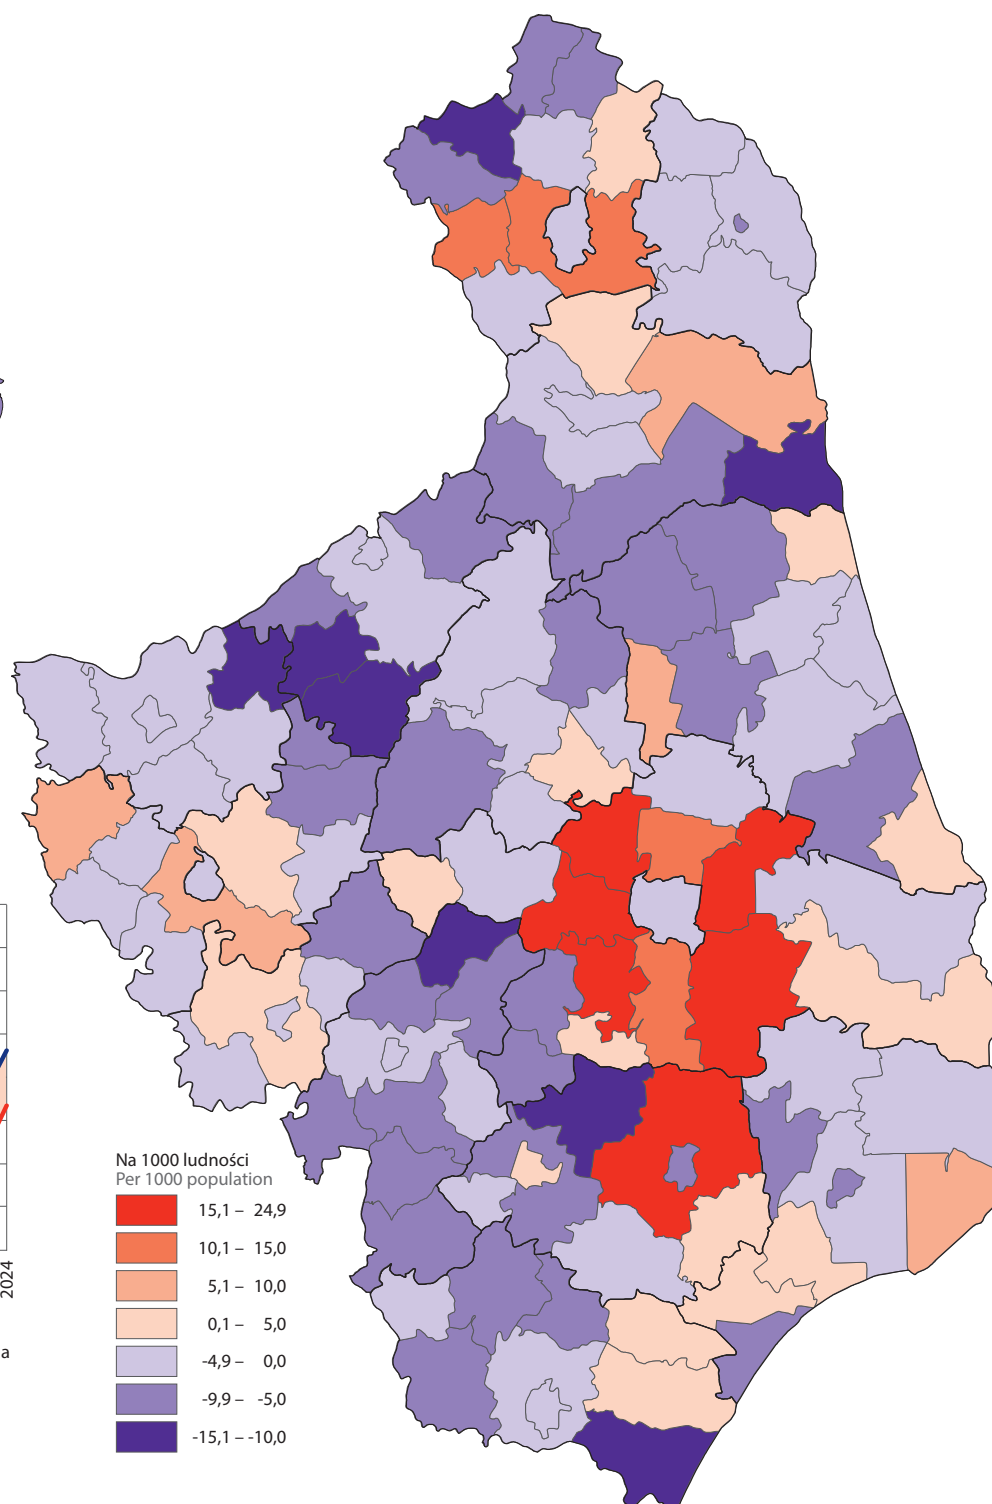 Na 1000 ludności
Per 1000 population
15,1 – 24,9
10,1 – 15,0
5,1 – 10,0
0,1 – 5,0
-4,9 – 0,0
-9,9 – -5,0
-15,1 – -10,0
2024
a